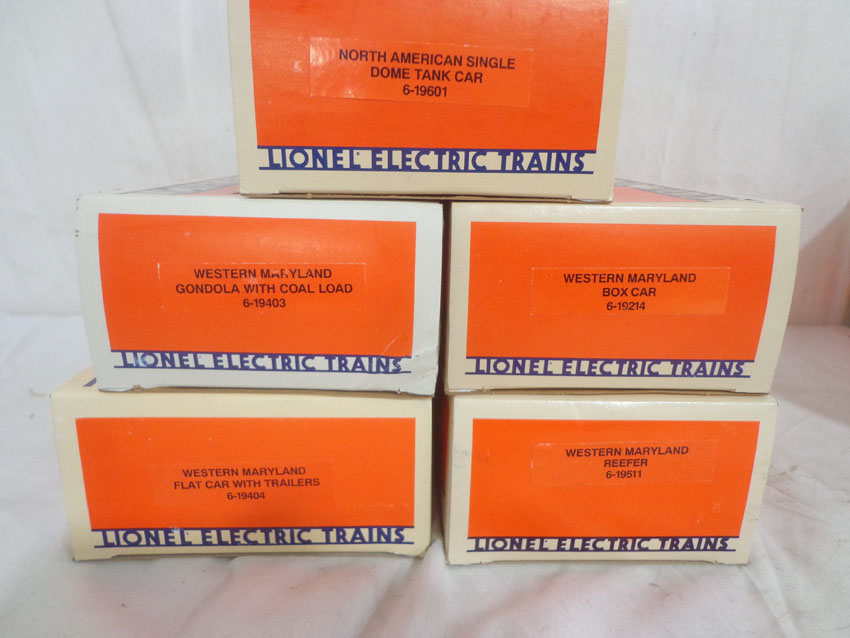 NORTH AMERICAN SINGLE
DOME TANK CAR
6-19601
LIONEL ELECTRIC TRAINS
WESTERN MARYLAND
GONDOLA WITH COAL LOAD
6-19403
LIONEL ELECTRIC TRAINS
WESTERN MARYLAND
BOX CAR
6-19214
LIONEL ELECTRIC TRAINS
WESTERN MARYLAND
FLAT CAR WITH TRAILERS
6-19404
LIONEL ELECTRIC TRAINS
WESTERN MARYLAND
REEFER
6-19511
LIONEL ELECTRIC TRAINS